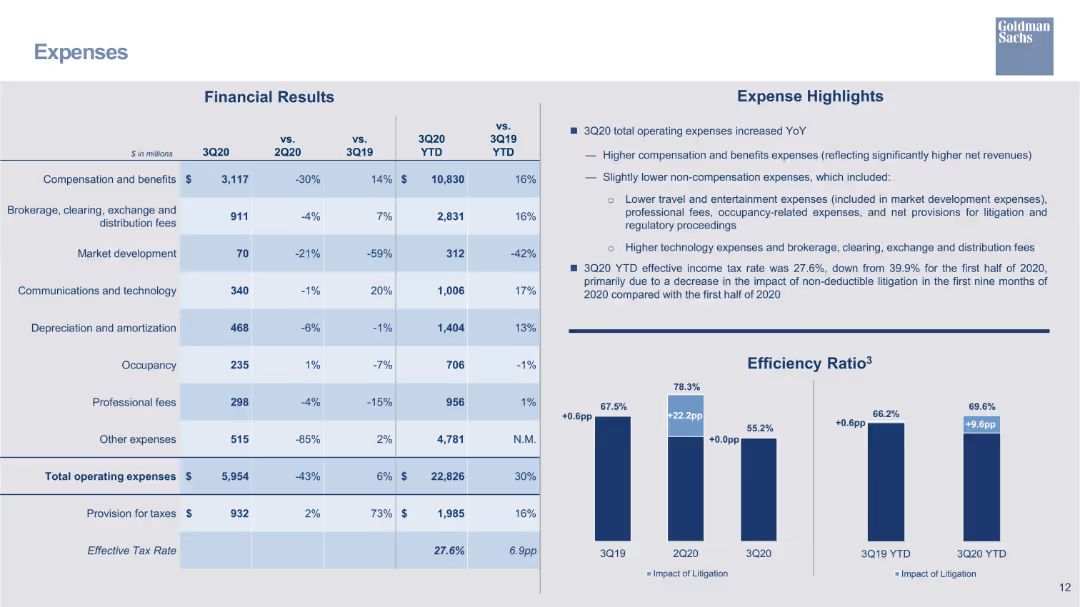 Goldman
Sachs
Expenses
Financial Results
$ in millions 3Q20 vs. 2Q20 vs. 3Q19 3Q20 YTD vs. 3Q19 YTD
Compensation and benefits $ 3,117 -30% 14% $ 10,830 16%
Brokerage, clearing, exchange and
distribution fees 911 -4% 7% 2,831 16%
Market development 70 -21% -59% 312 -42%
Communications and technology 340 -1% 20% 1,006 17%
Depreciation and amortization 468 -6% -1% 1,404 13%
Occupancy 235 1% -7% 706 -1%
Professional fees 298 -4% -15% 956 1%
Other expenses 515 -85% 2% 4,781 N.M.
Total operating expenses $ 5,954 -43% 6% $ 22,826 30%
Provision for taxes $ 932 2% 73% $ 1,985 16%
Effective Tax Rate 27.6% 6.9pp
Expense Highlights
■ 3Q20 total operating expenses increased YoY
— Higher compensation and benefits expenses (reflecting significantly higher net revenues)
— Slightly lower non-compensation expenses, which included:
○ Lower travel and entertainment expenses (included in market development expenses),
professional fees, occupancy-related expenses, and net provisions for litigation and
regulatory proceedings
○ Higher technology expenses and brokerage, clearing, exchange and distribution fees
■ 3Q20 YTD effective income tax rate was 27.6%, down from 39.9% for the first half of 2020,
primarily due to a decrease in the impact of non-deductible litigation in the first nine months of
2020 compared with the first half of 2020
Efficiency Ratio³
+0.6pp 67.5%
78.3%
+22.2pp
+0.0pp 55.2%
3Q19 2Q20 3Q20
■ Impact of Litigation
+0.6pp 66.2%
69.6%
+9.6pp
3Q19 YTD 3Q20 YTD
■ Impact of Litigation
12